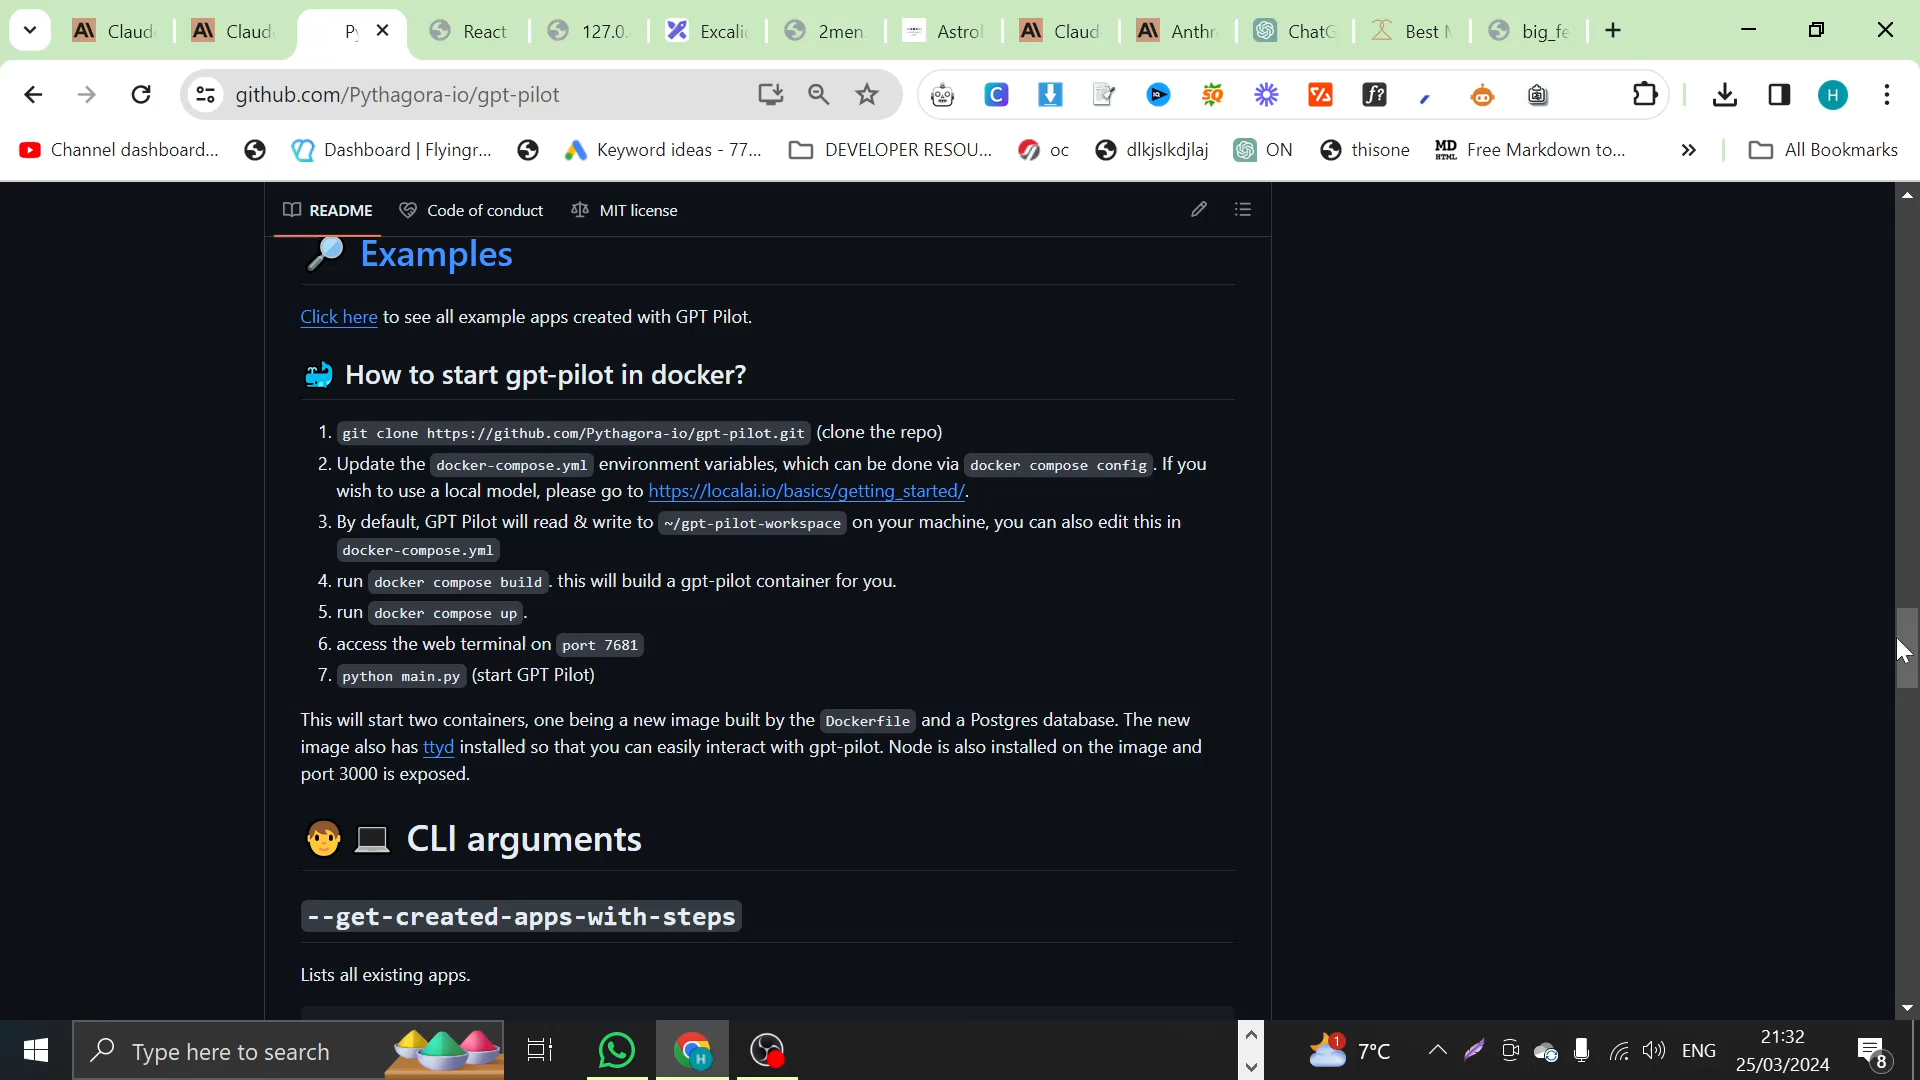 Claud
Claud
Py
React
127.0.
Excalid
2men
Astrol
Claud
Anthr
ChatG
Best M
big_fe
github.com/Pythagora-io/gpt-pilot
H
Channel dashboard...
Dashboard | Flyingr...
Keyword ideas - 77...
DEVELOPER RESOU...
oc
dlkjslkdjlaj
ON
thisone
Free Markdown to...
All Bookmarks
README
Code of conduct
MIT license
Examples
Click here to see all example apps created with GPT Pilot.
How to start gpt-pilot in docker?
1. git clone https://github.com/Pythagora-io/gpt-pilot.git (clone the repo)
2. Update the docker-compose.yml environment variables, which can be done via docker compose config. If you
wish to use a local model, please go to https://localai.io/basics/getting_started/.
3. By default, GPT Pilot will read & write to ~/gpt-pilot-workspace on your machine, you can also edit this in
docker-compose.yml
4. run docker compose build. this will build a gpt-pilot container for you.
5. run docker compose up.
6. access the web terminal on port 7681
7. python main.py (start GPT Pilot)
This will start two containers, one being a new image built by the Dockerfile and a Postgres database. The new
image also has ttyd installed so that you can easily interact with gpt-pilot. Node is also installed on the image and
port 3000 is exposed.
CLI arguments
--get-created-apps-with-steps
Lists all existing apps.
Type here to search
1
7°C
ENG
21:32
25/03/2024
8